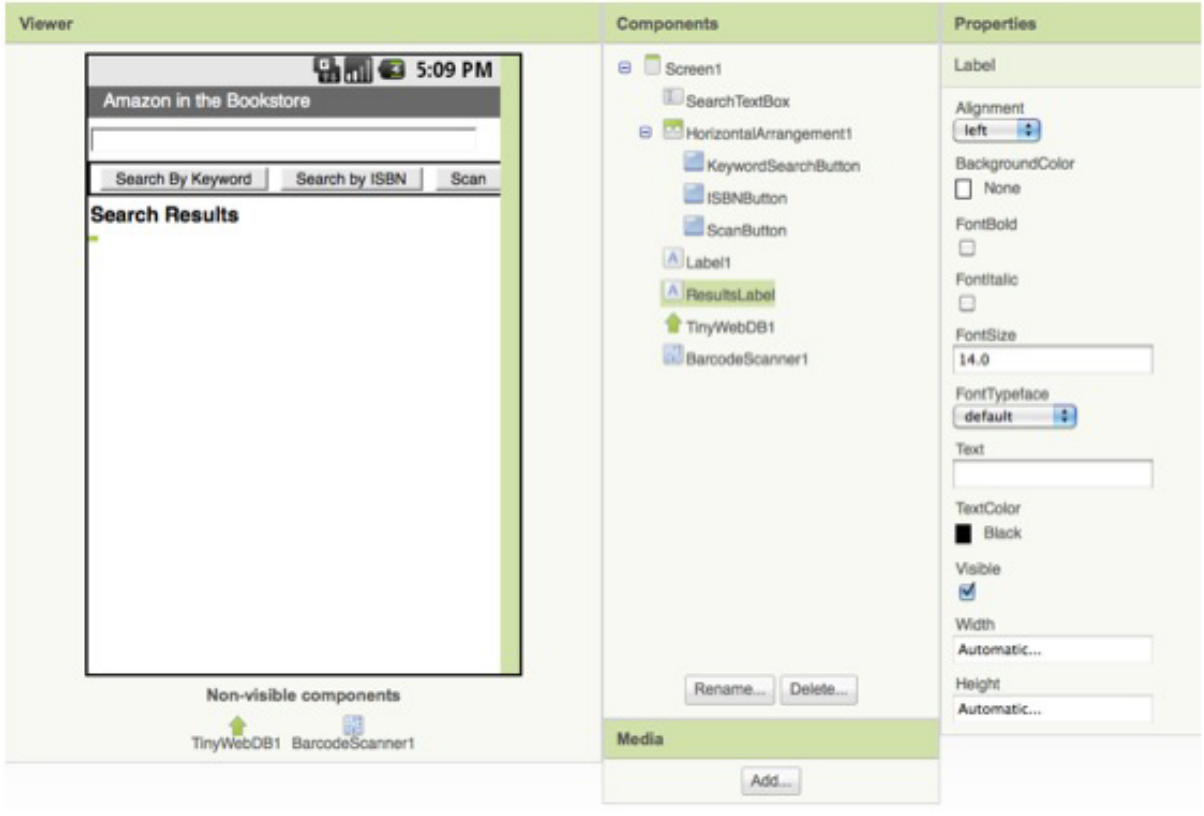 Viewer
5:09 PM
Amazon in the Bookstore
Search By Keyword Search by ISBN Scan
Search Results
Non-visible components
TinyWebDB1 BarcodeScanner1
Components
Screen1
SearchTextBox
HorizontalArrangement1
KeywordSearchButton
ISBNButton
ScanButton
Label1
ResultsLabel
TinyWebDB1
BarcodeScanner1
Rename... Delete...
Media
Add...
Properties
Label
Alignment
left
BackgroundColor
None
FontBold
FontItalic
FontSize
14.0
FontTypeface
default
Text
TextColor
Black
Visible
Width
Automatic...
Height
Automatic...